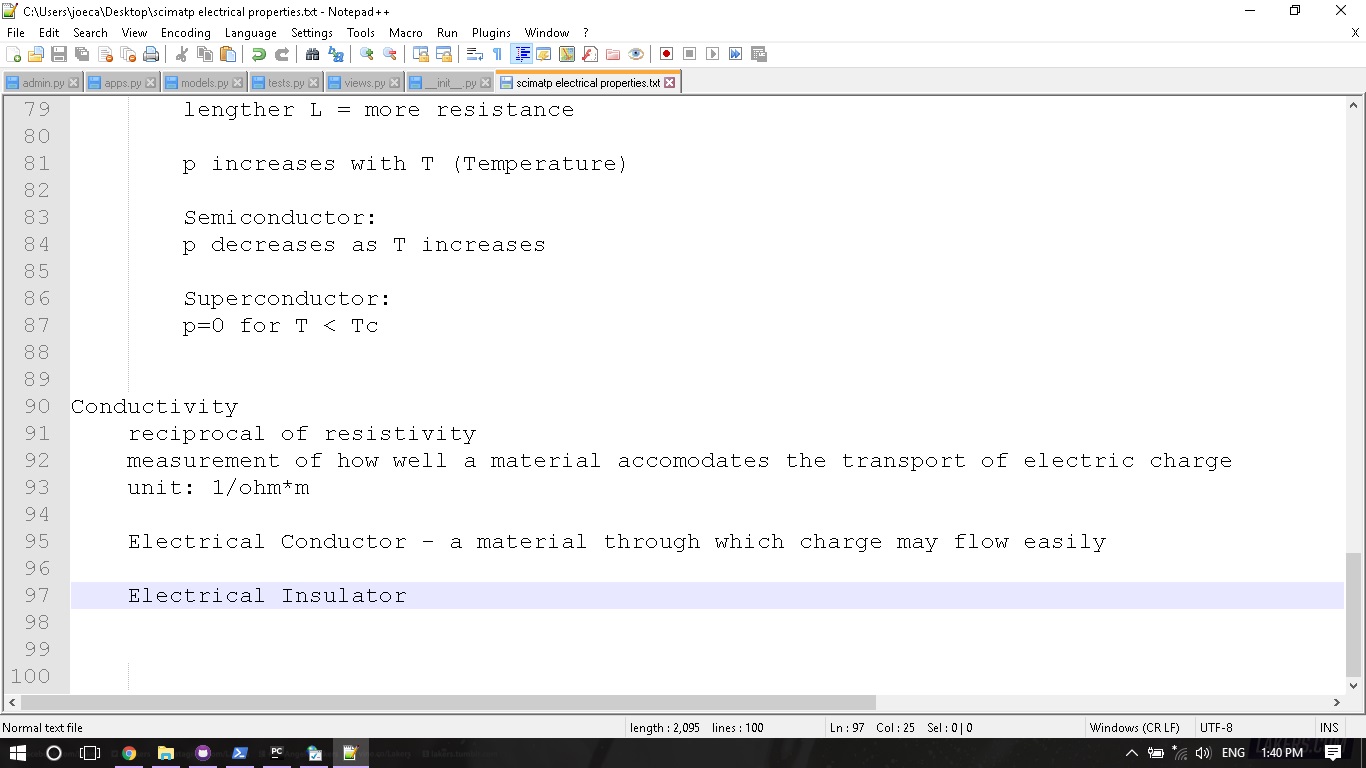 C:\Users\joeca\Desktop\scimatp electrical properties.txt - Notepad++
File Edit Search View Encoding Language Settings Tools Macro Run Plugins Window ? X
admin.py apps.py models.py tests.py views.py __init__.py scimatp electrical properties.txt
79 lengther L = more resistance
80
81 p increases with T (Temperature)
82
83 Semiconductor:
84 p decreases as T increases
85
86 Superconductor:
87 p=0 for T < Tc
88
89
90 Conductivity
91 reciprocal of resistivity
92 measurement of how well a material accomodates the transport of electric charge
93 unit: 1/ohm*m
94
95 Electrical Conductor - a material through which charge may flow easily
96
97 Electrical Insulator
98
99
100
Normal text file length : 2,095 lines : 100 Ln : 97 Col : 25 Sel : 0 | 0 Windows (CR LF) UTF-8 INS
ENG 1:40 PM